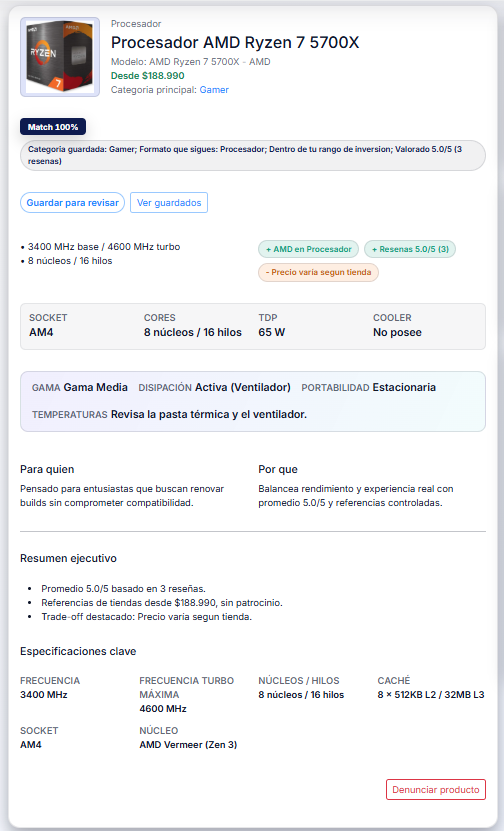 Procesador
Procesador AMD Ryzen 7 5700X
Modelo: AMD Ryzen 7 5700X - AMD
Desde $188.990
Categoria principal: Gamer
AMD
RYZEN
7
Match 100%
Categoria guardada: Gamer; Formato que sigues: Procesador; Dentro de tu rango de inversion; Valorado 5.0/5 (3
resenas)
Guardar para revisar
Ver guardados
• 3400 MHz base / 4600 MHz turbo
• 8 núcleos / 16 hilos
+ AMD en Procesador
+ Resenas 5.0/5 (3)
- Precio varia segun tienda
SOCKET
AM4
CORES
8 núcleos / 16 hilos
TDP
65 W
COOLER
No posee
GAMA Gama Media DISIPACIÓN Activa (Ventilador) PORTABILIDAD Estacionaria
TEMPERATURAS Revisa la pasta térmica y el ventilador.
Para quien
Pensado para entusiastas que buscan renovar
builds sin comprometer compatibilidad.
Por que
Balancea rendimiento y experiencia real con
promedio 5.0/5 y referencias controladas.
Resumen ejecutivo
• Promedio 5.0/5 basado en 3 reseñas.
• Referencias de tiendas desde $188.990, sin patrocinio.
• Trade-off destacado: Precio varia segun tienda.
Especificaciones clave
FRECUENCIA
3400 MHz
FRECUENCIA TURBO
MÁXIMA
4600 MHz
NÚCLEOS / HILOS
8 núcleos / 16 hilos
CACHÉ
8 × 512KB L2 / 32MB L3
SOCKET
AM4
NÚCLEO
AMD Vermeer (Zen 3)
Denunciar producto